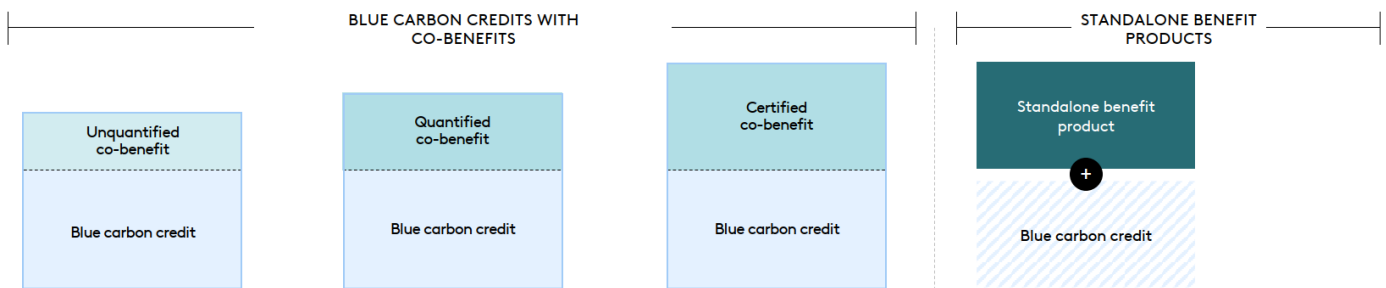 BLUE CARBON CREDITS WITH
CO-BENEFITS
STANDALONE BENEFIT
PRODUCTS
Unquantified
co-benefit
Blue carbon credit
Quantified
co-benefit
Blue carbon credit
Certified
co-benefit
Blue carbon credit
Standalone benefit
product
+
Blue carbon credit